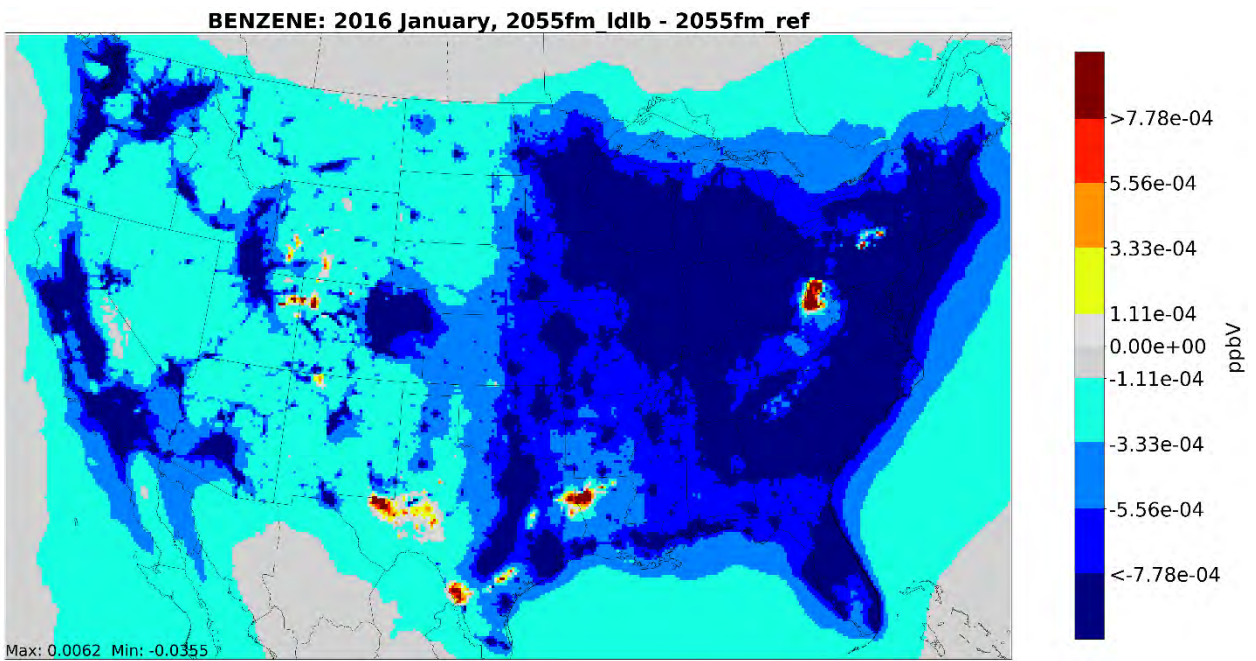 BENZENE: 2016 January, 2055fm_ldlb - 2055fm_ref
>7.78e-04
5.56e-04
3.33e-04
1.11e-04
0.00e+00
-1.11e-04
-3.33e-04
-5.56e-04
<-7.78e-04
ppbV
Max: 0.0062 Min: -0.0355